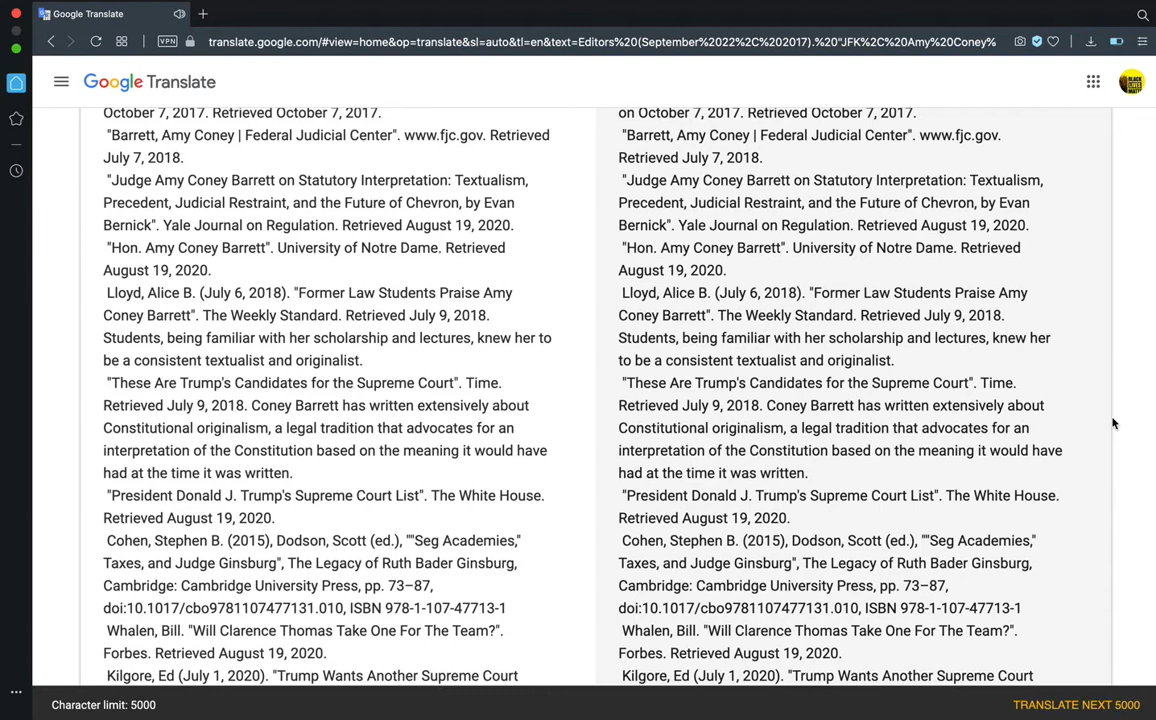 Google Translate
VPN
translate.google.com/#view=home&op=translate&sl=auto&tl=en&text=Editors%20(September%2022%2C%202017).%20"JFK%2C%20Amy%20Coney%
Google Translate
BLACK
LIVES
MATTER
October 7, 2017. Retrieved October 7, 2017.
"Barrett, Amy Coney | Federal Judicial Center". www.fjc.gov. Retrieved
July 7, 2018.
"Judge Amy Coney Barrett on Statutory Interpretation: Textualism,
Precedent, Judicial Restraint, and the Future of Chevron, by Evan
Bernick". Yale Journal on Regulation. Retrieved August 19, 2020.
"Hon. Amy Coney Barrett". University of Notre Dame. Retrieved
August 19, 2020.
Lloyd, Alice B. (July 6, 2018). "Former Law Students Praise Amy
Coney Barrett". The Weekly Standard. Retrieved July 9, 2018.
Students, being familiar with her scholarship and lectures, knew her to
be a consistent textualist and originalist.
"These Are Trump's Candidates for the Supreme Court". Time.
Retrieved July 9, 2018. Coney Barrett has written extensively about
Constitutional originalism, a legal tradition that advocates for an
interpretation of the Constitution based on the meaning it would have
had at the time it was written.
"President Donald J. Trump's Supreme Court List". The White House.
Retrieved August 19, 2020.
Cohen, Stephen B. (2015), Dodson, Scott (ed.), ""Seg Academies,"
Taxes, and Judge Ginsburg", The Legacy of Ruth Bader Ginsburg,
Cambridge: Cambridge University Press, pp. 73–87,
doi:10.1017/cbo9781107477131.010, ISBN 978-1-107-47713-1
Whalen, Bill. "Will Clarence Thomas Take One For The Team?".
Forbes. Retrieved August 19, 2020.
Kilgore, Ed (July 1, 2020). "Trump Wants Another Supreme Court
on October 7, 2017. Retrieved October 7, 2017.
"Barrett, Amy Coney | Federal Judicial Center". www.fjc.gov.
Retrieved July 7, 2018.
"Judge Amy Coney Barrett on Statutory Interpretation: Textualism,
Precedent, Judicial Restraint, and the Future of Chevron, by Evan
Bernick". Yale Journal on Regulation. Retrieved August 19, 2020.
"Hon. Amy Coney Barrett". University of Notre Dame. Retrieved
August 19, 2020.
Lloyd, Alice B. (July 6, 2018). "Former Law Students Praise Amy
Coney Barrett". The Weekly Standard. Retrieved July 9, 2018.
Students, being familiar with her scholarship and lectures, knew her
to be a consistent textualist and originalist.
"These Are Trump's Candidates for the Supreme Court". Time.
Retrieved July 9, 2018. Coney Barrett has written extensively about
Constitutional originalism, a legal tradition that advocates for an
interpretation of the Constitution based on the meaning it would have
had at the time it was written.
"President Donald J. Trump's Supreme Court List". The White House.
Retrieved August 19, 2020.
Cohen, Stephen B. (2015), Dodson, Scott (ed.), ""Seg Academies,"
Taxes, and Judge Ginsburg", The Legacy of Ruth Bader Ginsburg,
Cambridge: Cambridge University Press, pp. 73–87,
doi:10.1017/cbo9781107477131.010, ISBN 978-1-107-47713-1
Whalen, Bill. "Will Clarence Thomas Take One For The Team?".
Forbes. Retrieved August 19, 2020.
Kilgore, Ed (July 1, 2020). "Trump Wants Another Supreme Court
Character limit: 5000
TRANSLATE NEXT 5000